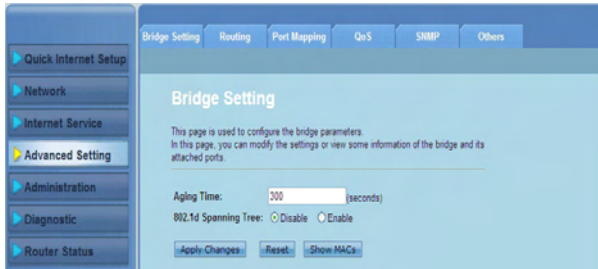 Bridge Setting Routing Port Mapping QoS SNMP Others
Quick Internet Setup
Network
Internet Service
Advanced Setting
Administration
Diagnostic
Router Status
Bridge Setting
This page is used to configure the bridge parameters.
In this page, you can modify the settings or view some information of the bridge and its
attached ports.
Aging Time: 300 (seconds)
802.1d Spanning Tree: Disable Enable
Apply Changes Reset Show MACs